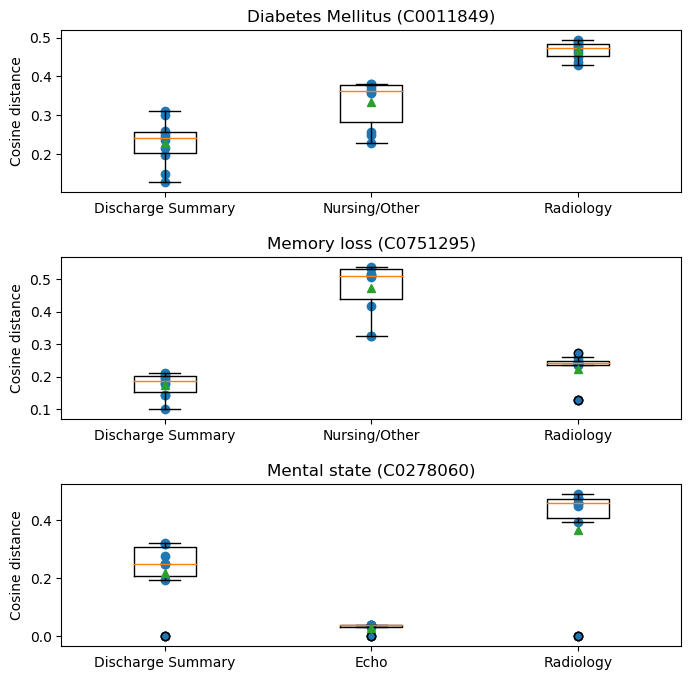 Diabetes Mellitus (C0011849)
Cosine distance
0.5
0.4
0.3
0.2
Discharge Summary Nursing/Other Radiology
Memory loss (C0751295)
Cosine distance
0.5
0.4
0.3
0.2
0.1
Discharge Summary Nursing/Other Radiology
Mental state (C0278060)
Cosine distance
0.4
0.2
0.0
Discharge Summary Echo Radiology